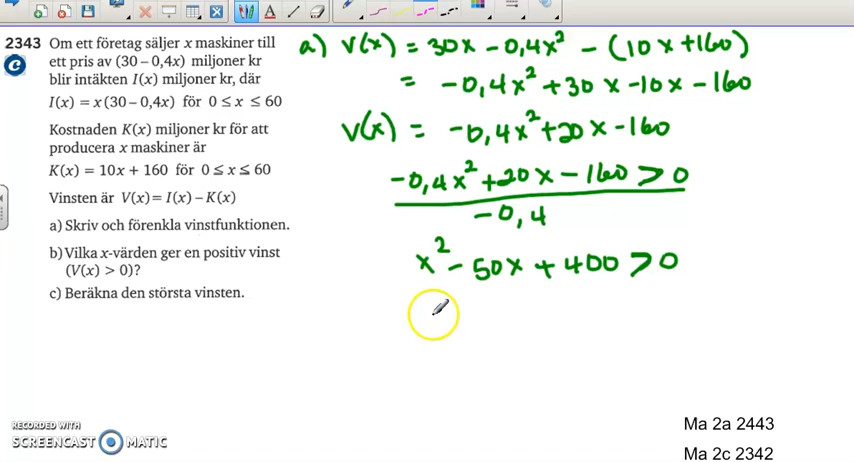 2343 Om ett företag säljer x maskiner till
ett pris av (30 – 0,4x) miljoner kr
blir intäkten I(x) miljoner kr, där
I(x) = x (30 – 0,4x) för 0 ≤ x ≤ 60
Kostnaden K(x) miljoner kr för att
producera x maskiner är
K(x) = 10x + 160 för 0 ≤ x ≤ 60
Vinsten är V(x) = I(x) – K(x)
a) Skriv och förenkla vinstfunktionen.
b) Vilka x-värden ger en positiv vinst
(V(x) > 0)?
c) Beräkna den största vinsten.
C
a) V(x) = 30x - 0,4x² - (10x+160)
= -0,4x² + 30x - 10x - 160
V(x) = -0,4x² + 20x - 160
-0,4x² + 20x - 160 > 0
-0,4
x² - 50x + 400 > 0
RECORDED WITH
SCREENCAST MATIC
Ma 2a 2443
Ma 2c 2342